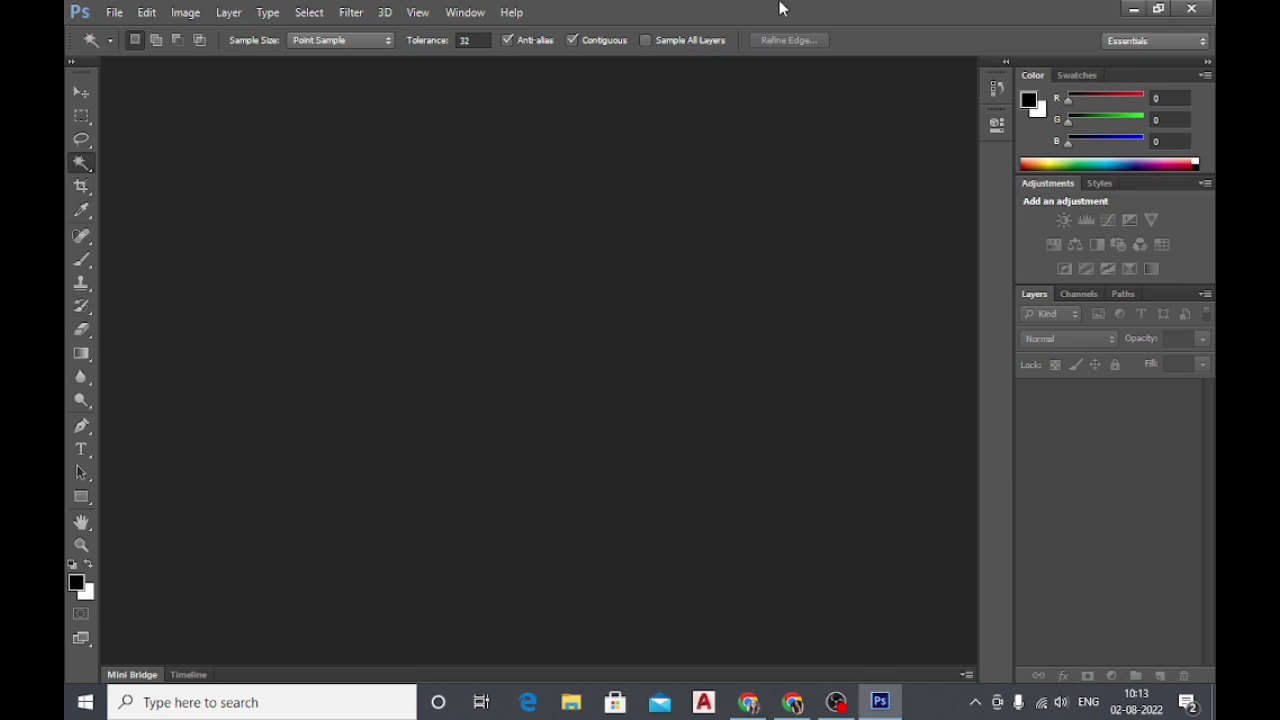 Ps File Edit Image Layer Type Select Filter 3D View Window Help
Sample Size: Point Sample Tolerance: 32 Anti-alias Contiguous Sample All Layers Refine Edge... Essentials
Color Swatches
R 0
G 0
B 0
Adjustments Styles
Add an adjustment
Layers Channels Paths
Kind
Normal Opacity:
Lock: Fill:
Mini Bridge Timeline
Type here to search
ENG
10:13
02-08-2022
2
Ps